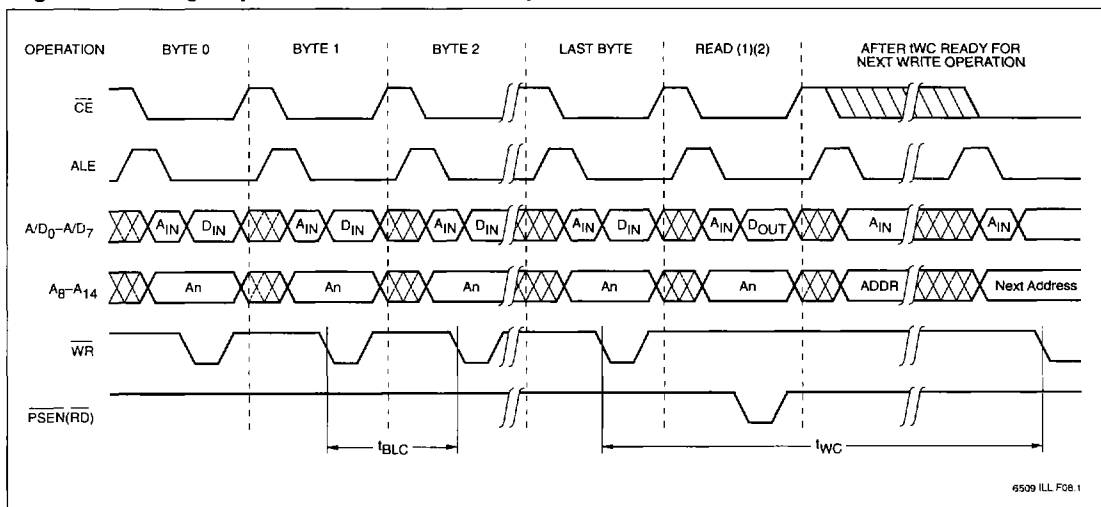 OPERATION BYTE 0 BYTE 1 BYTE 2 LAST BYTE READ (1)(2) AFTER tWC READY FOR
NEXT WRITE OPERATION
CE
ALE
A/D0–A/D7 AIN DIN AIN DIN AIN DIN AIN DIN AIN DOUT AIN AIN
A8–A14 An An An An An ADDR Next Address
WR
PSEN(RD)
tBLC tWC
6509 ILL F08.1